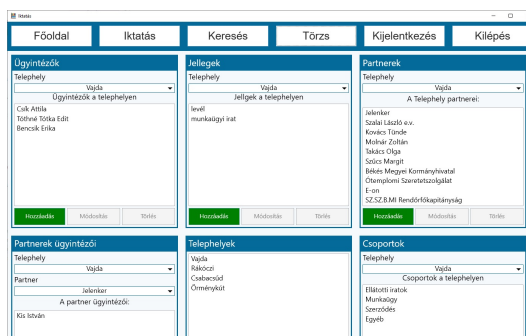 Iktatás
Főoldal
Iktatás
Keresés
Törzs
Kijelentkezés
Kilépés
Ügyintézők
Telephely
Vajda
Ügyintézők a telephelyen
Csík Attila
Tóthné Tótka Edit
Bencsik Erika
Hozzáadás
Módosítás
Törlés
Jellegek
Telephely
Vajda
Jellgek a telephelyen
levél
munkaügyi irat
Hozzáadás
Módosítás
Törlés
Partnerek
Telephely
Vajda
A Telephely partnerei:
Jelenker
Szalai László e.v.
Kovács Tünde
Molnár Zoltán
Takács Olga
Szűcs Margit
Békés Megyei Kormányhivatal
Ótemplomi Szeretetszolgálat
E-on
SZ.SZ.B.MI Rendőrfőkapitányság
Hozzáadás
Módosítás
Törlés
Partnerek ügyintézői
Telephely
Vajda
Partner
Jelenker
A partner ügyintézői:
Kis István
Telephelyek
Vajda
Rákóczi
Csabacsűd
Örménykút
Csoportok
Telephely
Vajda
Csoportok a telephelyen
Ellátotti iratok
Munkaügy
Szerződés
Egyéb